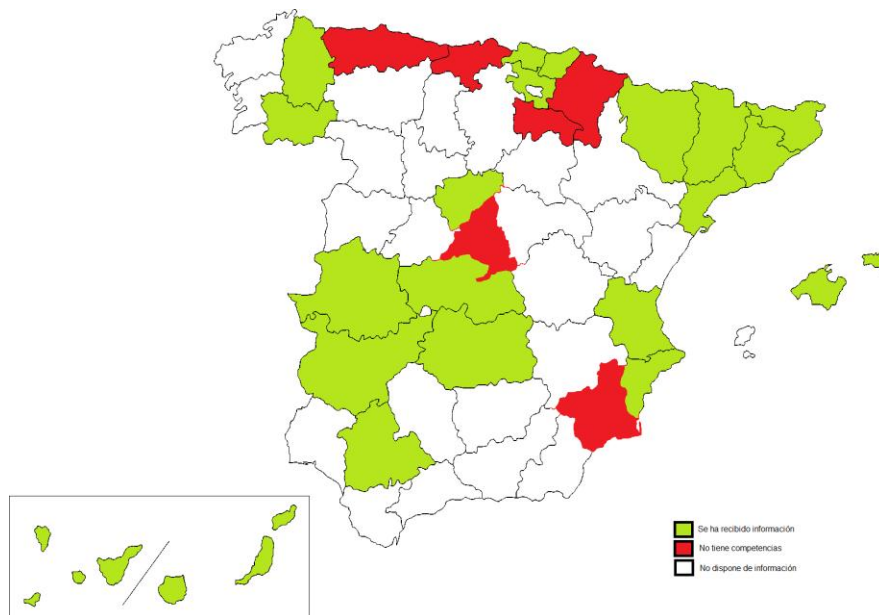 Se ha recibido información
No tiene competencias
No dispone de información